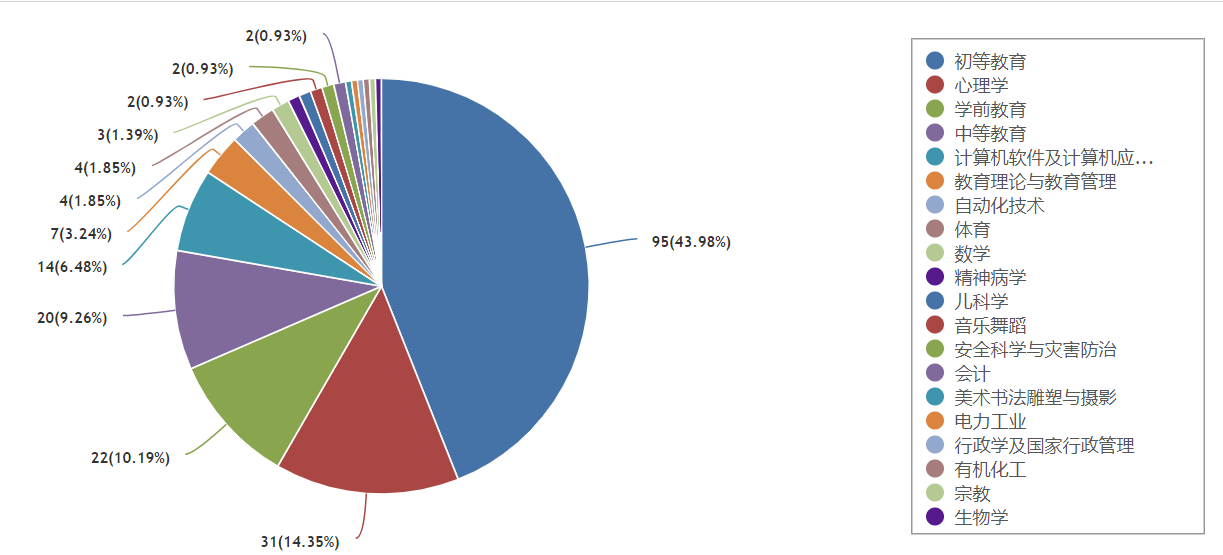 2(0.93%)
2(0.93%)
2(0.93%)
3(1.39%)
4(1.85%)
4(1.85%)
7(3.24%)
14(6.48%)
20(9.26%)
22(10.19%)
31(14.35%)
95(43.98%)
初等教育
心理学
学前教育
中等教育
计算机软件及计算机应...
教育理论与教育管理
自动化技术
体育
数学
精神病学
儿科学
音乐舞蹈
安全科学与灾害防治
会计
美术书法雕塑与摄影
电力工业
行政学及国家行政管理
有机化工
宗教
生物学